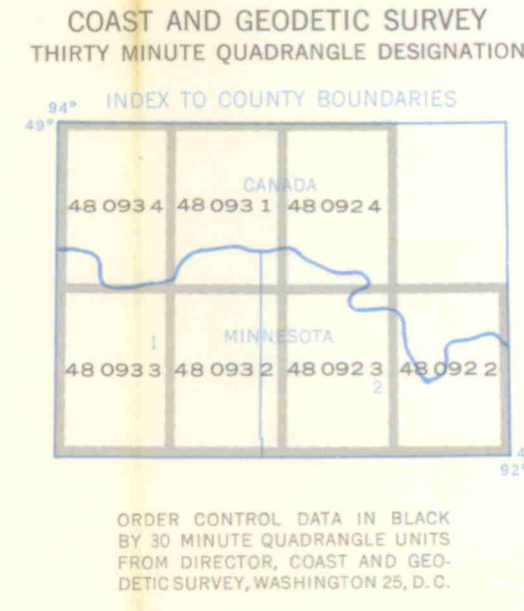 COAST AND GEODETIC SURVEY
THIRTY MINUTE QUADRANGLE DESIGNATION
INDEX TO COUNTY BOUNDARIES
94°
49°
CANADA
48 093 4 48 093 1 48 092 4
1 MINNESOTA
48 093 3 48 093 2 48 092 3 48 092 2
2
4
92°
ORDER CONTROL DATA IN BLACK
BY 30 MINUTE QUADRANGLE UNITS
FROM DIRECTOR, COAST AND GEO-
DETIC SURVEY, WASHINGTON 25, D.C.